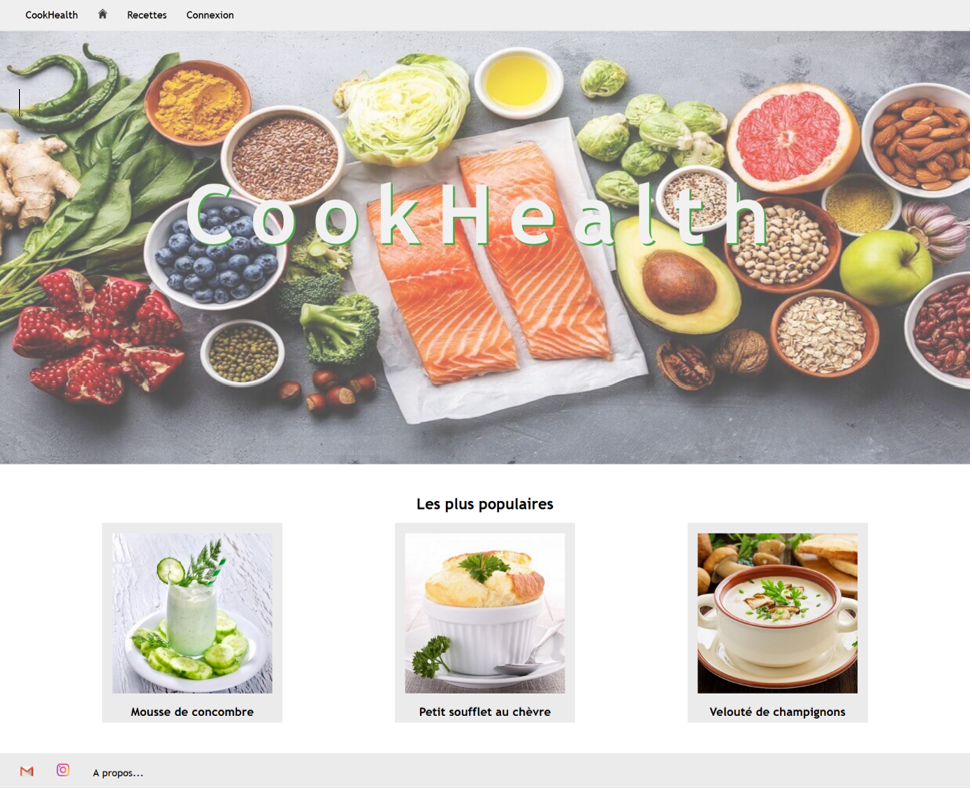 CookHealth Recettes Connexion
CookHealth
Les plus populaires
Mousse de concombre
Petit soufflet au chèvre
Velouté de champignons
A propos...